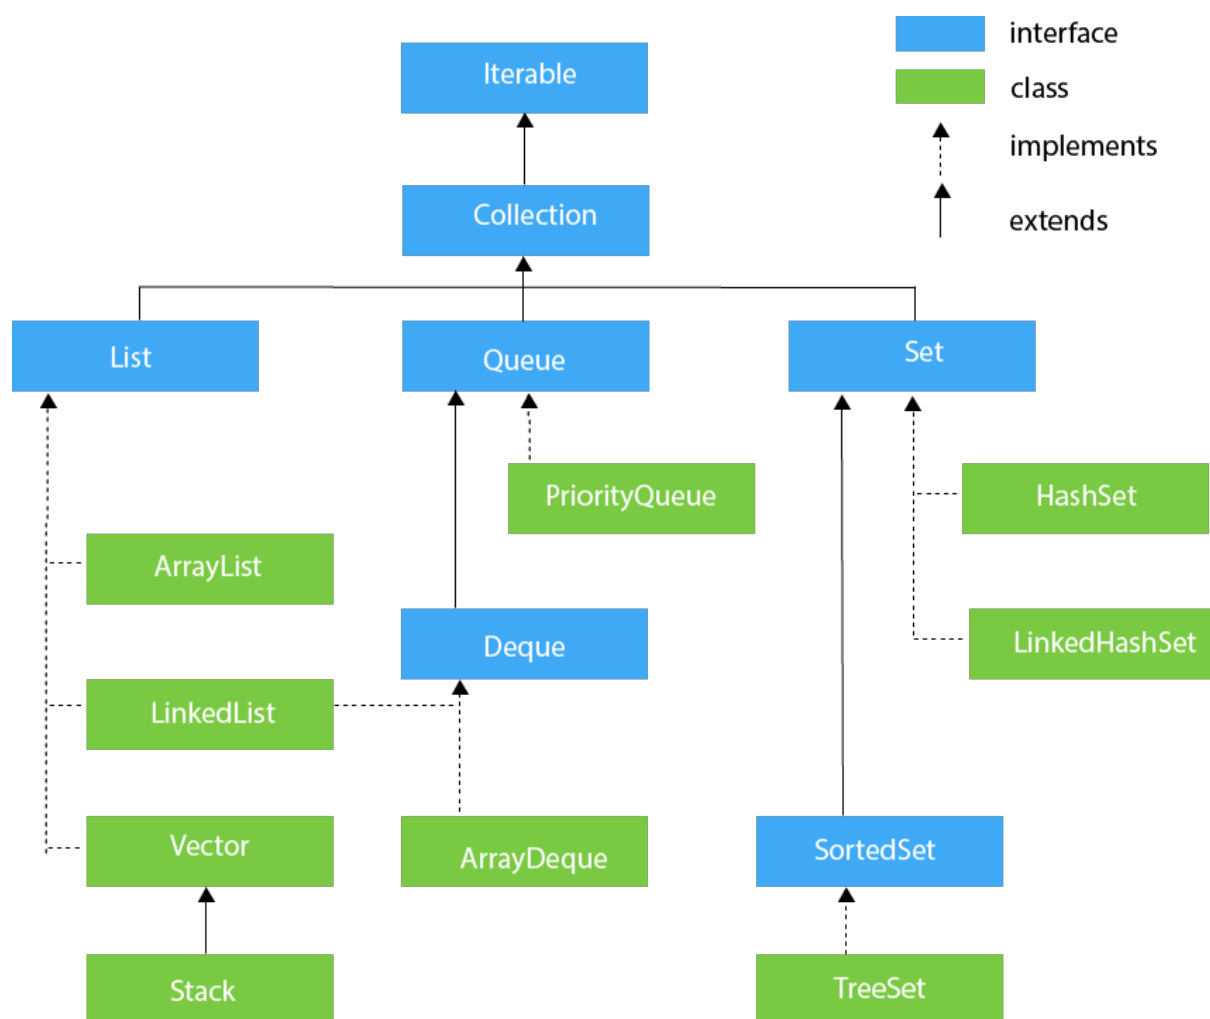 interface
Iterable
class
implements
Collection
extends
List
Queue
Set
PriorityQueue
HashSet
ArrayList
Deque
LinkedHashSet
LinkedList
Vector
ArrayDeque
SortedSet
Stack
TreeSet